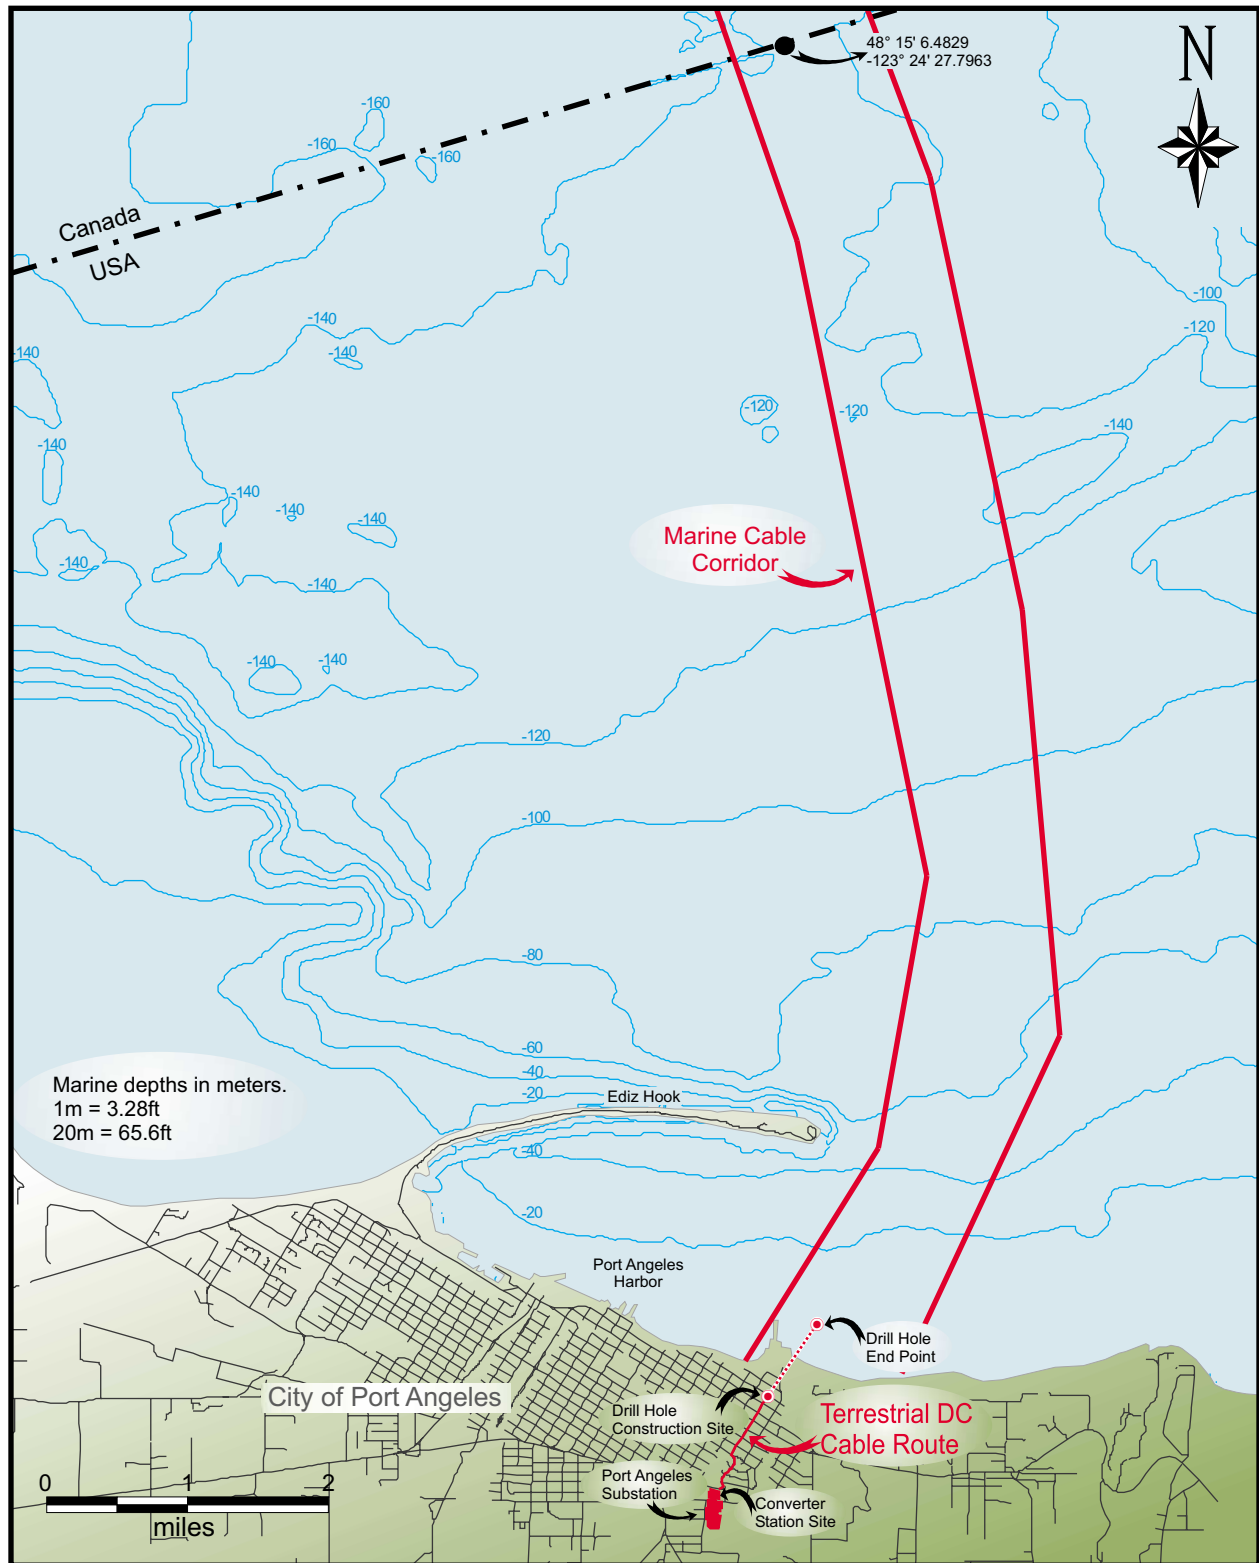 48° 15' 6.4829
-123° 24' 27.7963
N
-160
-160
-160
Canada
USA
-100
-140
-120
-140
-140
-120
-120
-140
-140
-140
-140
-140
Marine Cable
Corridor
-140
-140
-140
-140
-120
-100
-80
-60
-40
-20
Ediz Hook
Marine depths in meters.
1m = 3.28ft
20m = 65.6ft
-40
-20
Port Angeles
Harbor
Drill Hole
End Point
City of Port Angeles
Drill Hole
Construction Site
Terrestrial DC
Cable Route
Port Angeles
Substation
Converter
Station Site
0 1 2
miles